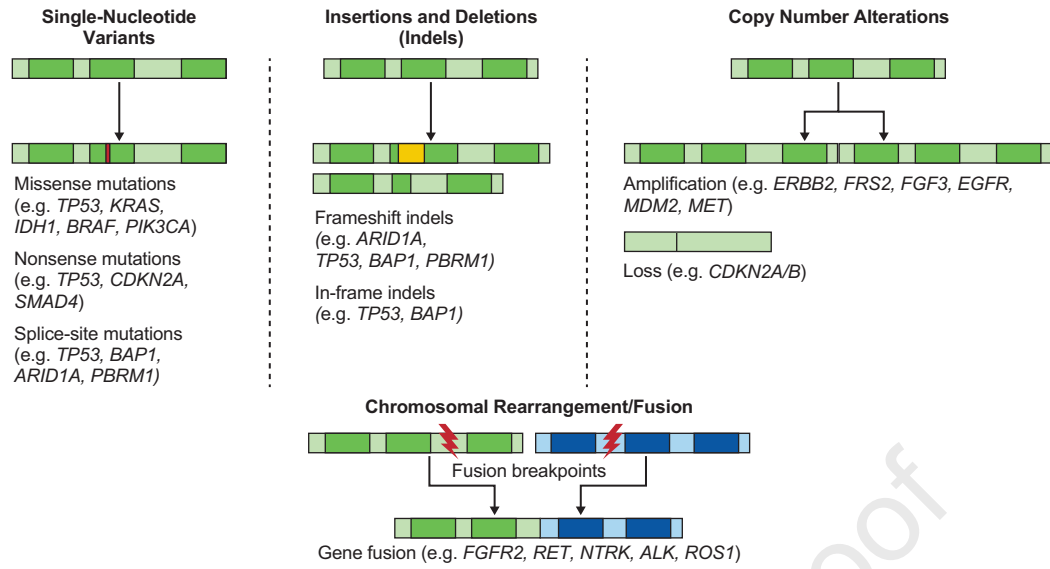 Single-Nucleotide
Variants
Missense mutations
(e.g. TP53, KRAS,
IDH1, BRAF, PIK3CA)
Nonsense mutations
(e.g. TP53, CDKN2A,
SMAD4)
Splice-site mutations
(e.g. TP53, BAP1,
ARID1A, PBRM1)
Insertions and Deletions
(Indels)
Frameshift indels
(e.g. ARID1A,
TP53, BAP1, PBRM1)
In-frame indels
(e.g. TP53, BAP1)
Copy Number Alterations
Amplification (e.g. ERBB2, FRS2, FGF3, EGFR,
MDM2, MET)
Loss (e.g. CDKN2A/B)
Chromosomal Rearrangement/Fusion
Fusion breakpoints
Gene fusion (e.g. FGFR2, RET, NTRK, ALK, ROS1)
oof